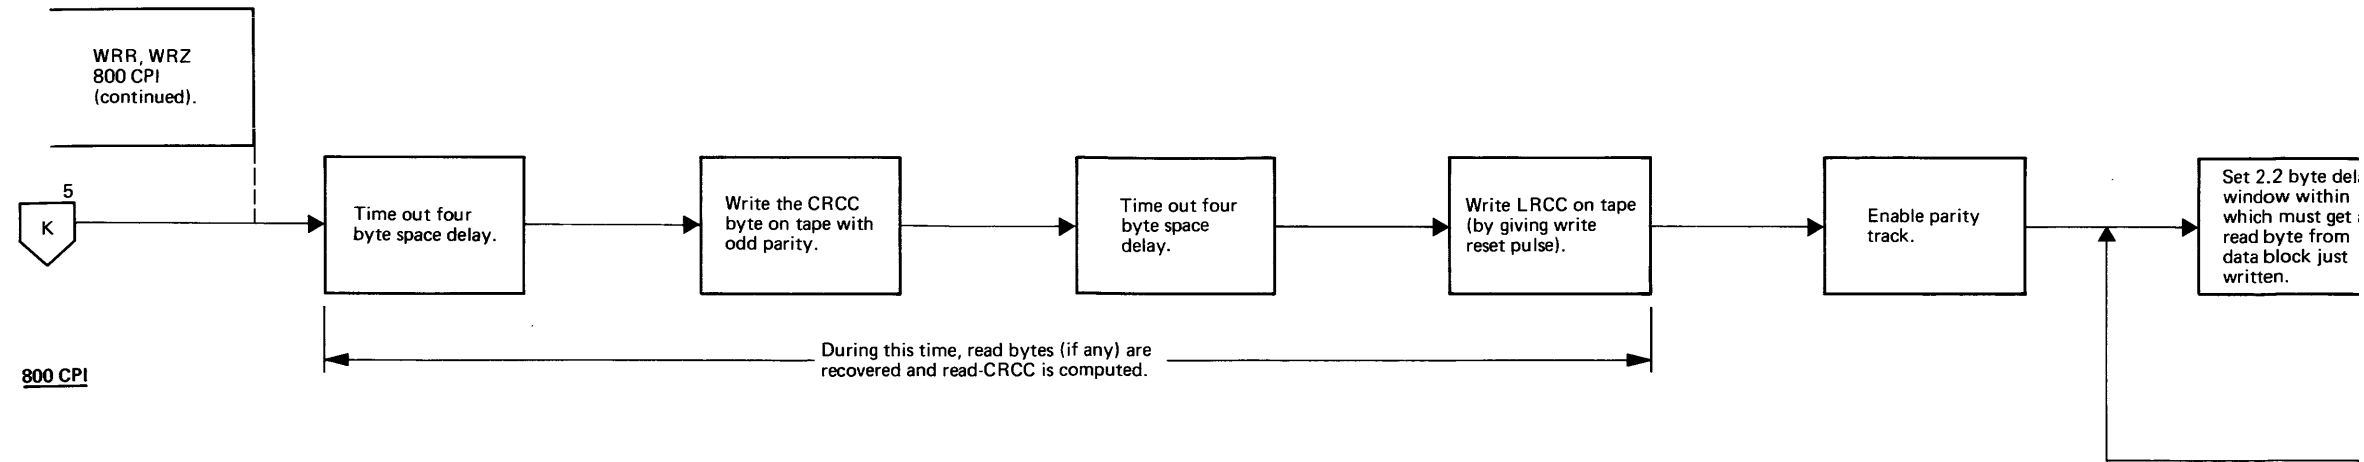 WRR, WRZ
800 CPI
(continued).
5
K
Time out four
byte space delay.
Write the CRCC
byte on tape with
odd parity.
Time out four
byte space
delay.
Write LRCC on tape
(by giving write
reset pulse).
Enable parity
track.
Set 2.2 byte
window within
which must get
read byte from
data block just
written.
During this time, read bytes (if any) are
recovered and read-CRCC is computed.
800 CPI